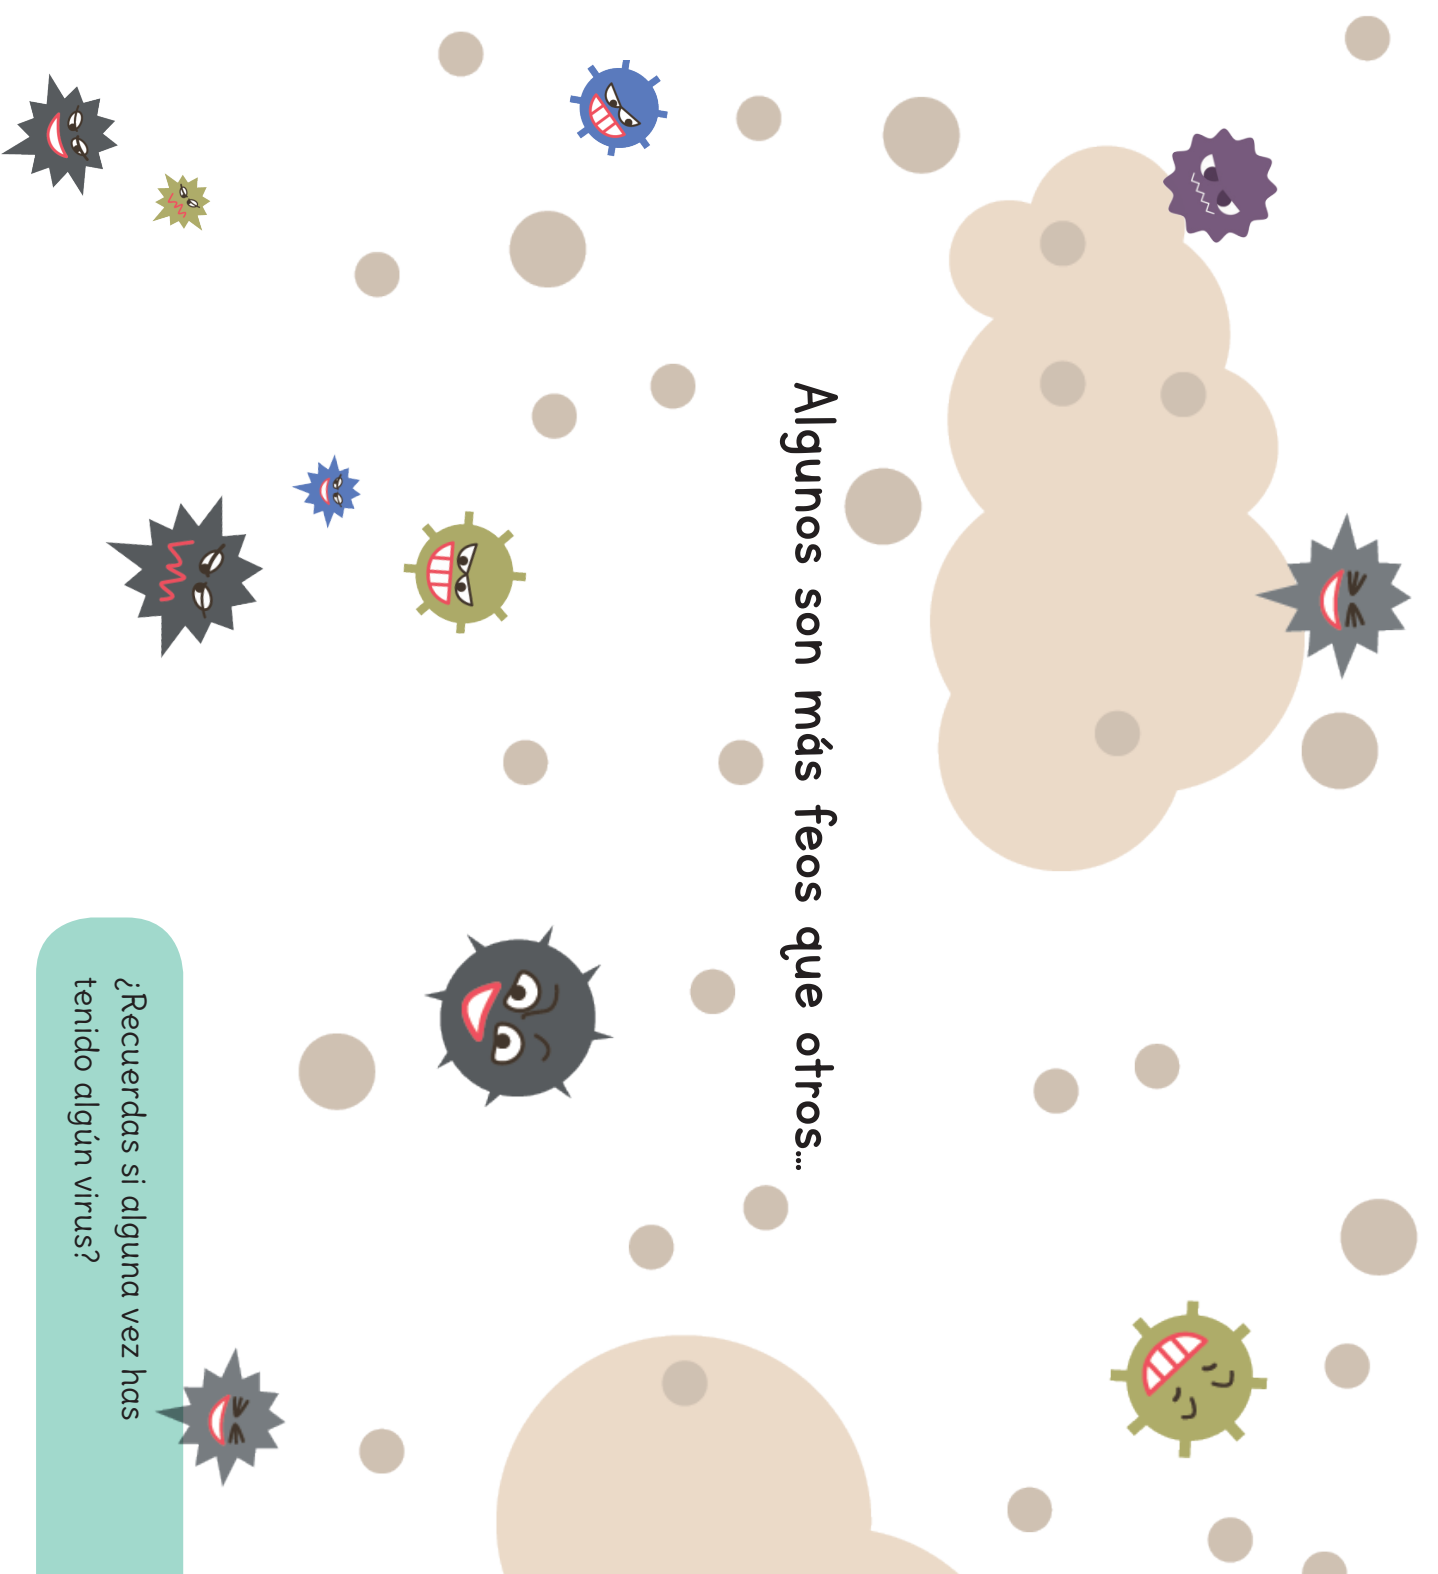 Algunos son más feos que otros...
¿Recuerdas si alguna vez has
tenido algún virus?